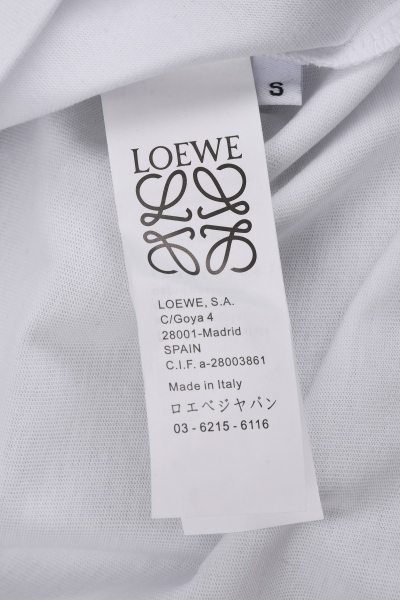 S
LOEWE
LOEWE, S.A.
C/Goya 4
28001-Madrid
SPAIN
C.I.F. a-28003861
Made in Italy
ロエベジャパン
03 - 6215 - 6116